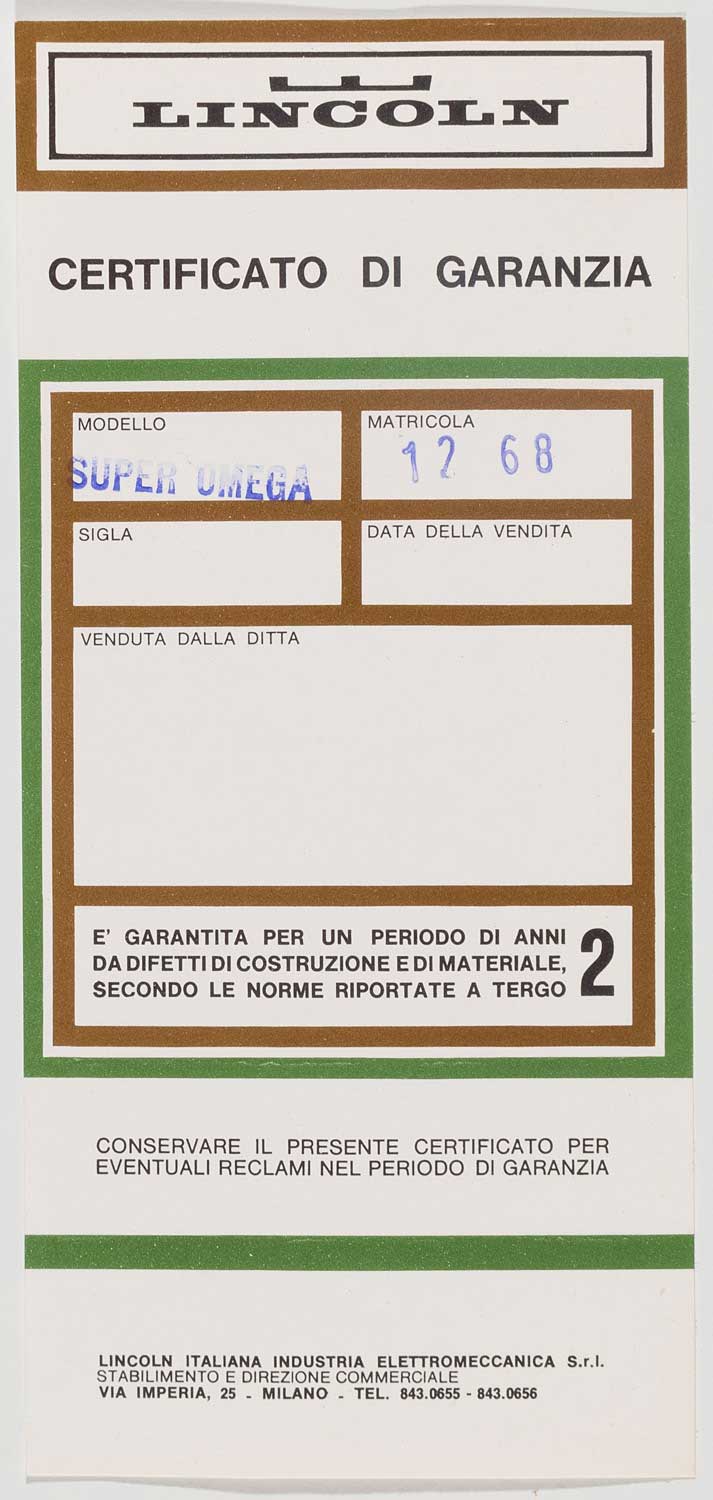 LINCOLN
CERTIFICATO DI GARANZIA
MODELLO
SUPER OMEGA
MATRICOLA
12 68
SIGLA
DATA DELLA VENDITA
VENDUTA DALLA DITTA
E' GARANTITA PER UN PERIODO DI ANNI 2
DA DIFETTI DI COSTRUZIONE E DI MATERIALE,
SECONDO LE NORME RIPORTATE A TERGO
CONSERVARE IL PRESENTE CERTIFICATO PER
EVENTUALI RECLAMI NEL PERIODO DI GARANZIA
LINCOLN ITALIANA INDUSTRIA ELETTROMECCANICA S.r.l.
STABILIMENTO E DIREZIONE COMMERCIALE
VIA IMPERIA, 25 - MILANO - TEL. 843.0655 - 843.0656